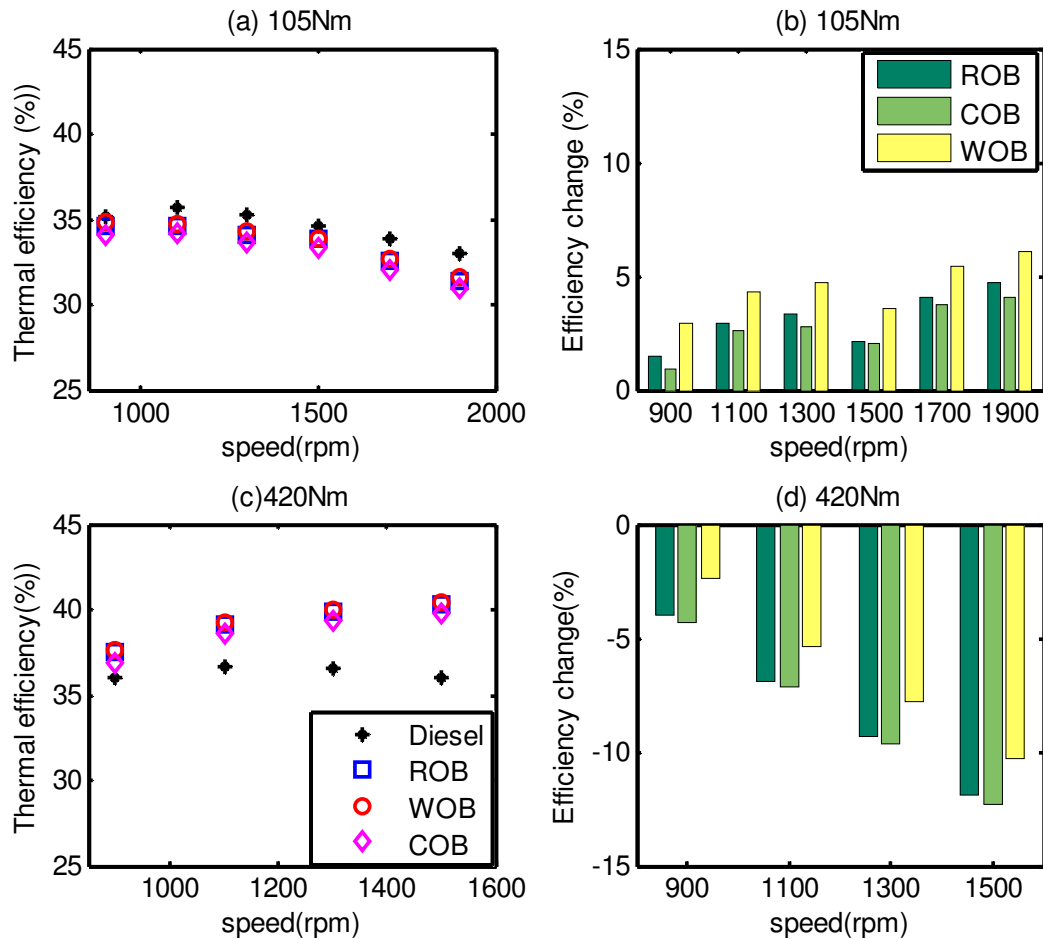 (a) 105Nm
Thermal efficiency (%))
45
40
35
30
25
1000 1500 2000
speed(rpm)
(b) 105Nm
Efficiency change (%)
15
10
5
0
ROB
COB
WOB
900 1100 1300 1500 1700 1900
speed(rpm)
(c)420Nm
Thermal efficiency(%))
45
40
35
30
25
Diesel
ROB
WOB
COB
1000 1200 1400 1600
speed(rpm)
(d) 420Nm
Efficiency change(%)
0
-5
-10
-15
900 1100 1300 1500
speed(rpm)